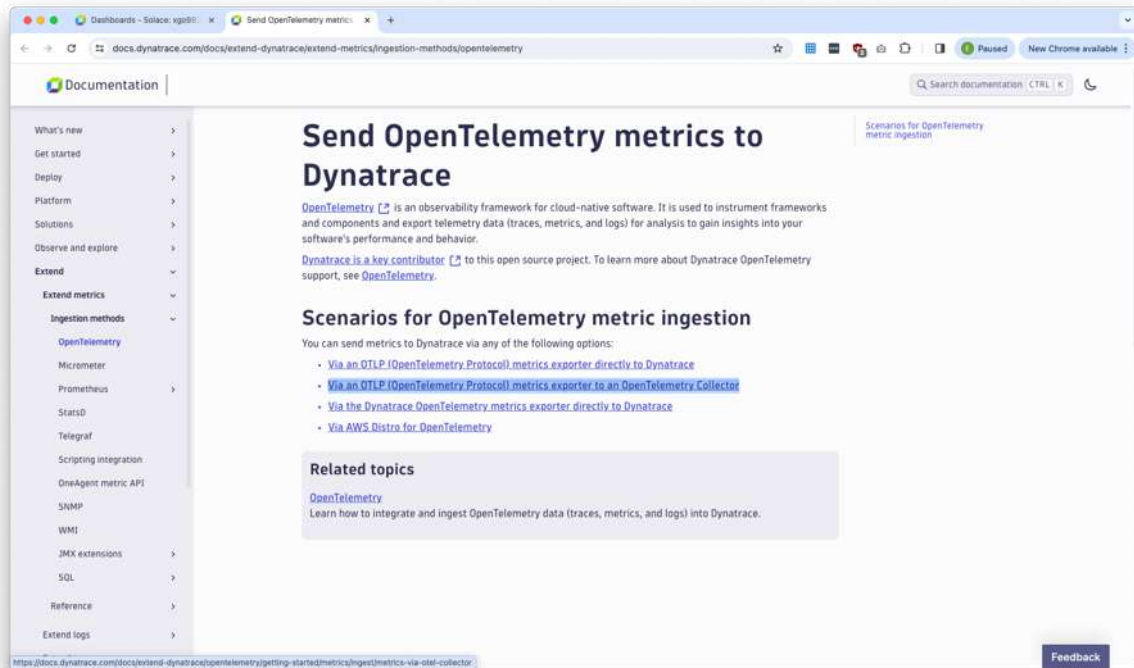 Dashboards - Solace: xgp98
Send OpenTelemetry metrics
docs.dynatrace.com/docs/extend-dynatrace/extend-metrics/ingestion-methods/opentelemetry
Paused
New Chrome available
Documentation
Search documentation CTRL K
What's new
Get started
Deploy
Platform
Solutions
Observe and explore
Extend
Extend metrics
Ingestion methods
OpenTelemetry
Micrometer
Prometheus
StatsD
Telegraf
Scripting integration
OneAgent metric API
SNMP
WMI
JMX extensions
SQL
Reference
Extend logs
Send OpenTelemetry metrics to
Dynatrace
OpenTelemetry is an observability framework for cloud-native software. It is used to instrument frameworks
and components and export telemetry data (traces, metrics, and logs) for analysis to gain insights into your
software's performance and behavior.
Dynatrace is a key contributor to this open source project. To learn more about Dynatrace OpenTelemetry
support, see OpenTelemetry.
Scenarios for OpenTelemetry metric ingestion
You can send metrics to Dynatrace via any of the following options:
• Via an OTLP (OpenTelemetry Protocol) metrics exporter directly to Dynatrace
• Via an OTLP (OpenTelemetry Protocol) metrics exporter to an OpenTelemetry Collector
• Via the Dynatrace OpenTelemetry metrics exporter directly to Dynatrace
• Via AWS Distro for OpenTelemetry
Related topics
OpenTelemetry
Learn how to integrate and ingest OpenTelemetry data (traces, metrics, and logs) into Dynatrace.
Scenarios for OpenTelemetry
metric ingestion
https://docs.dynatrace.com/docs/extend-dynatrace/opentelemetry/getting-started/metrics/ingest/metrics-via-otel-collector
Feedback